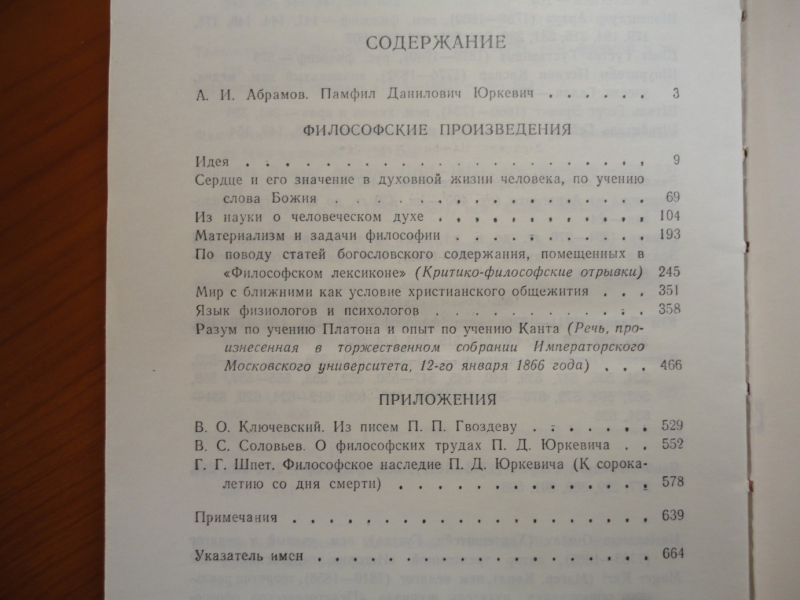 СОДЕРЖАНИЕ
А. И. Абрамов. Памфил Данилович Юркевич . . . . . . 3
ФИЛОСОФСКИЕ ПРОИЗВЕДЕНИЯ
Идея . . . . . . . . . . . . . . . . . . . . . 9
Сердце и его значение в духовной жизни человека, по учению
слова Божия . . . . . . . . . . . . . . . . 69
Из науки о человеческом духе . . . . . . . . . . . 104
Материализм и задачи философии . . . . . . . . . . 193
По поводу статей богословского содержания, помещенных в
«Философском лексиконе» (Критико-философские отрывки) 245
Мир с ближними как условие христианского общежития . . . 351
Язык физиологов и психологов . . . . . . . . . . . 358
Разум по учению Платона и опыт по учению Канта (Речь, про-
изнесенная в торжественном собрании Императорского
Московского университета, 12-го января 1866 года) . . . 466
ПРИЛОЖЕНИЯ
В. О. Ключевский. Из писем П. П. Гвоздеву . . . . . . 529
В. С. Соловьев. О философских трудах П. Д. Юркевича . . 552
Г. Г. Шпет. Философское наследие П. Д. Юркевича (К сорока-
летию со дня смерти) . . . . . . . . . . . . . 578
Примечания . . . . . . . . . . . . . . . . . . . 639
Указатель имен . . . . . . . . . . . . . . . . . 664